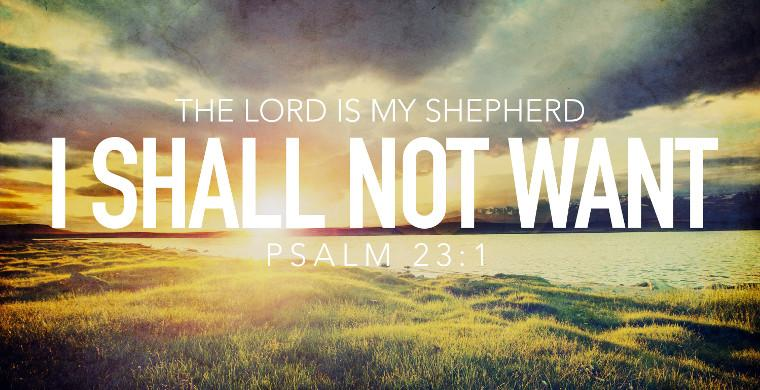 THE LORD IS MY SHEPHERD
I SHALL NOT WANT
PSALM 23:1